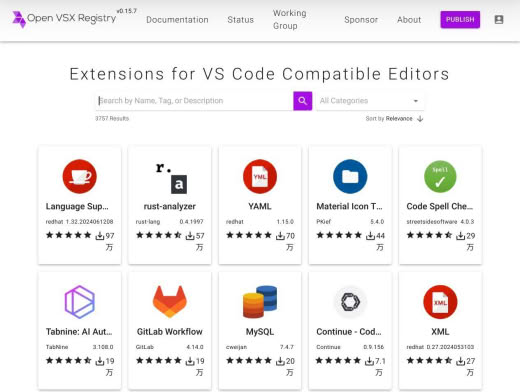 Open VSX Registry
v0.15.7
Documentation
Status
Working
Group
Sponsor
About
PUBLISH
Extensions for VS Code Compatible Editors
Search by Name, Tag, or Description
All Categories
3757 Results
Sort by Relevance
Language Sup...
redhat 1.32.2024061208
97
万
r.
a
rust-analyzer
rust-lang 0.4.1997
57
万
YML
YAML
redhat 1.15.0
70
万
Material Icon T...
PKief 5.4.0
44
万
Spell
Code Spell Che...
streetsidesoftware 4.0.3
29
万
Tabnine: AI Aut...
TabNine 3.108.0
19
万
GitLab Workflow
GitLab 4.14.0
19
万
MySQL
cweijan 7.4.7
20
万
Continue - Cod...
Continue 0.9.156
7.1
万
XML
XML
redhat 0.27.2024053103
27
万